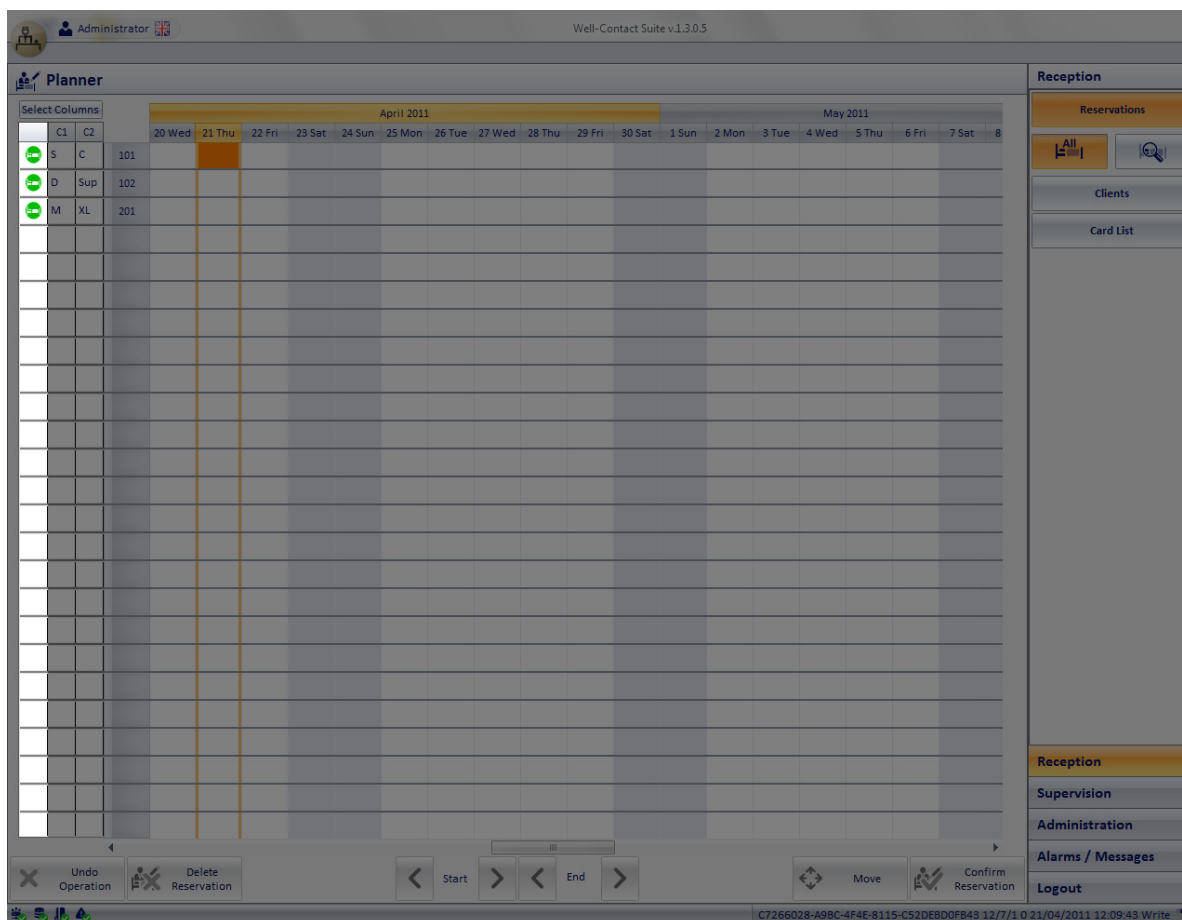 Administrator
Well-Contact Suite v.1.3.0.5
Planner
Select Columns
April 2011 May 2011
C1 C2 20 Wed 21 Thu 22 Fri 23 Sat 24 Sun 25 Mon 26 Tue 27 Wed 28 Thu 29 Fri 30 Sat 1 Sun 2 Mon 3 Tue 4 Wed 5 Thu 6 Fri 7 Sat 8
S C 101
D Sup 102
M XL 201
Undo Operation
Delete Reservation
Start
End
Move
Confirm Reservation
Reception
Reservations
All
Clients
Card List
Reception
Supervision
Administration
Alarms / Messages
Logout
C7266028-A9BC-4F4E-8115-C52DEBD0FB43 12/7/1 0 21/04/2011 12:09:43 Write